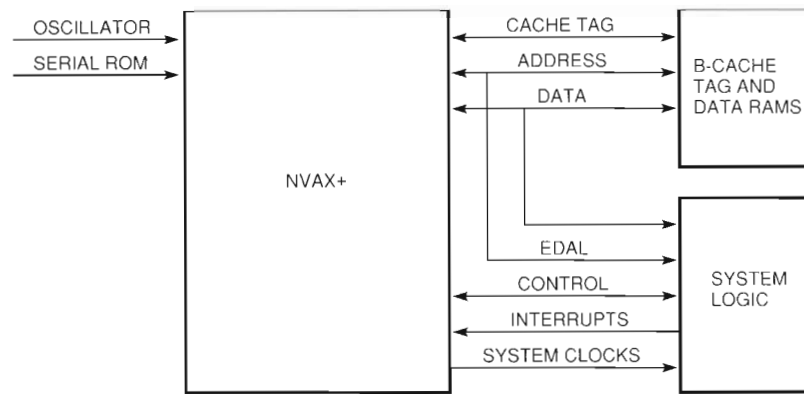 OSCILLATOR
SERIAL ROM
NVAX+
CACHE TAG
ADDRESS
DATA
B-CACHE
TAG AND
DATA RAMS
EDAL
CONTROL
INTERRUPTS
SYSTEM CLOCKS
SYSTEM
LOGIC